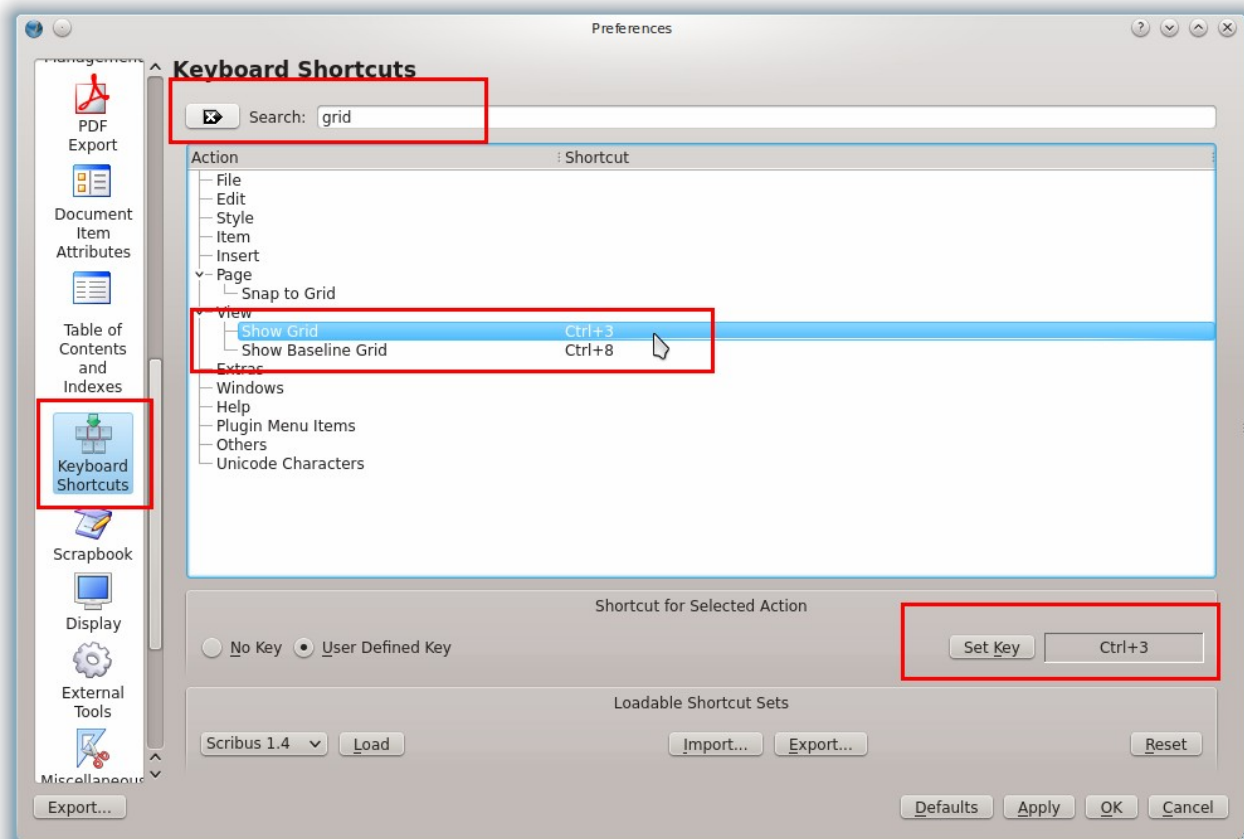 Preferences
Management
PDF
Export
Document
Item
Attributes
Table of
Contents
and
Indexes
Keyboard
Shortcuts
Scrapbook
Display
External
Tools
Miscellaneous
Export...
Keyboard Shortcuts
Search: grid
Action Shortcut
File
Edit
Style
Item
Insert
Page
Snap to Grid
View
Show Grid Ctrl+3
Show Baseline Grid Ctrl+8
Extras
Windows
Help
Plugin Menu Items
Others
Unicode Characters
Shortcut for Selected Action
No Key User Defined Key Set Key Ctrl+3
Loadable Shortcut Sets
Scribus 1.4 Load Import... Export... Reset
Defaults Apply OK Cancel